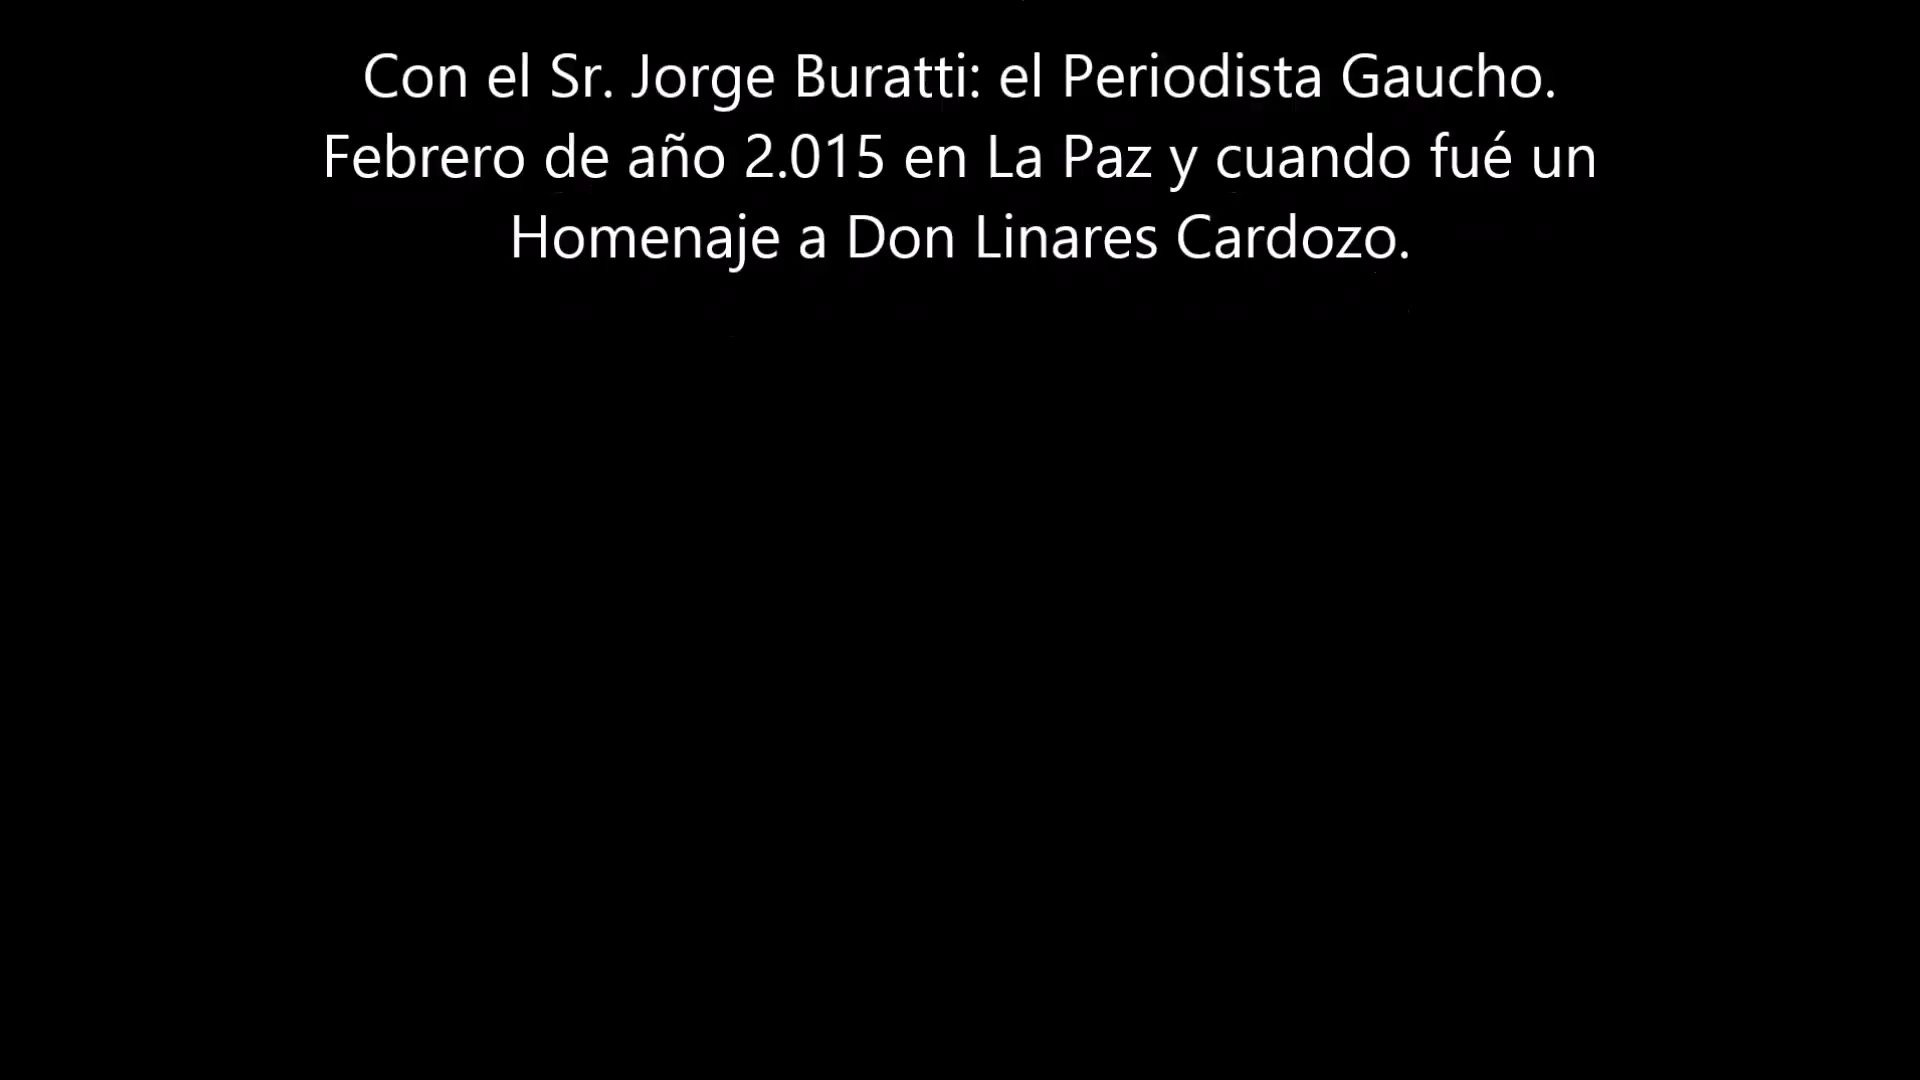 Con el Sr. Jorge Buratti: el Periodista Gaucho.
Febrero de año 2.015 en La Paz y cuando fué un
Homenaje a Don Linares Cardozo.